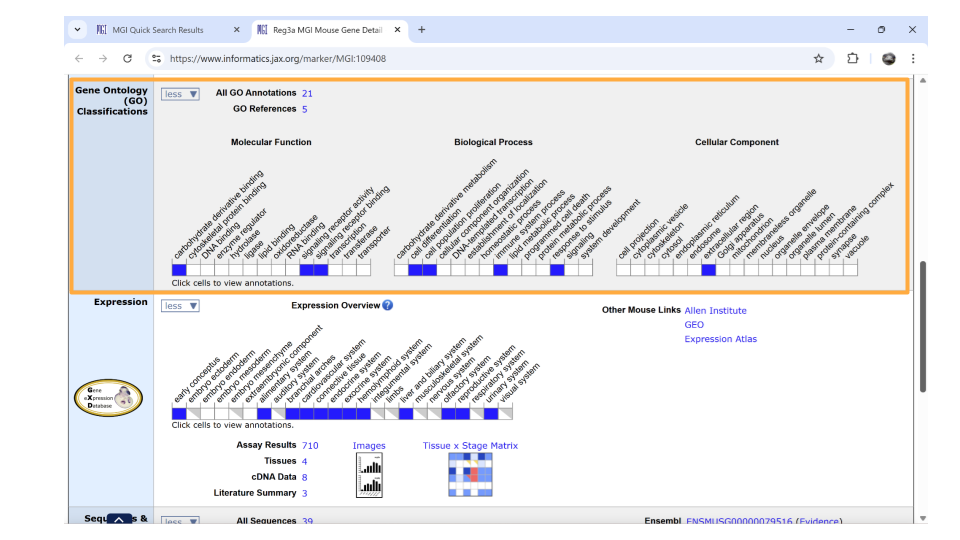 MGI Quick Search Results
Reg3a MGI Mouse Gene Detail
https://www.informatics.jax.org/marker/MGI:109408
Gene Ontology
(GO)
Classifications
less ▼
All GO Annotations 21
GO References 5
Molecular Function
carbohydrate derivative binding
cytoskeletal protein binding
DNA binding
enzyme regulator
hydrolase
ligase
lipid binding
oxidoreductase
RNA binding
signaling receptor activity
signaling receptor binding
transcription
transferase
transporter
Biological Process
carbohydrate derivative metabolism
cell differentiation
cell population proliferation
cellular component organization
DNA-templated transcription
establishment of localization
homeostatic process
immune system process
lipid metabolic process
programmed cell death
protein metabolic process
response to stimulus
signaling
system development
Cellular Component
cell projection
cytoplasmic vesicle
cytoskeleton
cytosol
endoplasmic reticulum
endosome
extracellular region
Golgi apparatus
mitochondrion
membraneless organelle
nucleus
organelle envelope
organelle lumen
plasma membrane
protein-containing complex
synapse
vacuole
Click cells to view annotations.
Expression
less ▼
Expression Overview ?
early conceptus
embryo ectoderm
embryo endoderm
embryo mesoderm
embryo mesenchyme
extraembryonic component
alimentary system
auditory system
branchial arches
cardiovascular system
connective tissue
endocrine system
exocrine system
hemolymphoid system
integumental system
limbs
liver and biliary system
musculoskeletal system
nervous system
olfactory system
reproductive system
respiratory system
urinary system
visual system
Click cells to view annotations.
Other Mouse Links Allen Institute
GEO
Expression Atlas
Gene
eXpression
Database
Assay Results 710
Tissues 4
cDNA Data 8
Literature Summary 3
Images
Tissue x Stage Matrix
less ▼
All Sequences 39
Ensembl ENSMUSG00000079516 (Evidence)